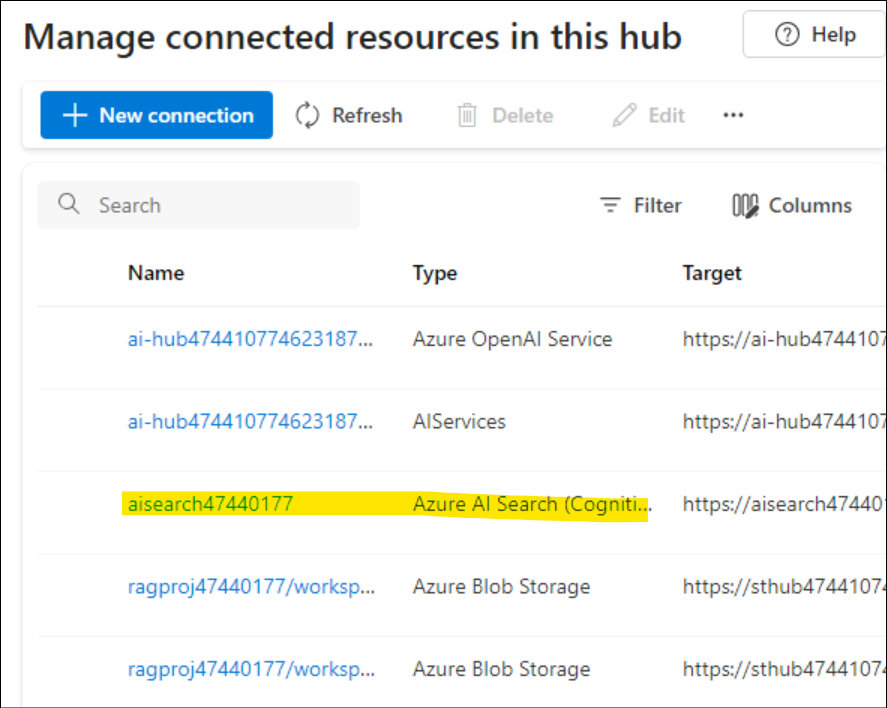 Manage connected resources in this hub
Help
New connection Refresh Delete Edit ...
Search Filter Columns
Name Type Target
ai-hub474410774623187... Azure OpenAI Service https://ai-hub4744107
ai-hub474410774623187... AIServices https://ai-hub4744107
aisearch47440177 Azure AI Search (Cogniti... https://aisearch474401
ragproj47440177/worksp... Azure Blob Storage https://sthub47441074
ragproj47440177/worksp... Azure Blob Storage https://sthub47441074